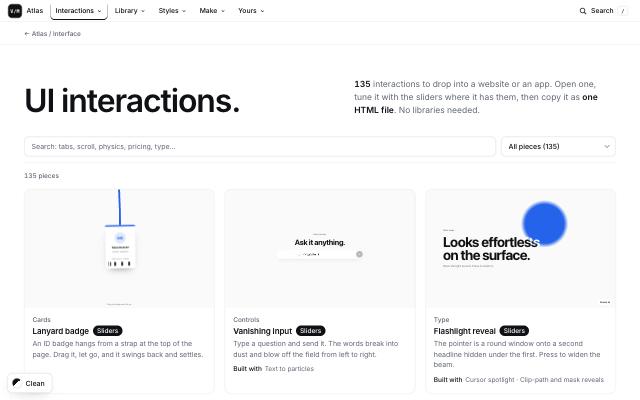 V/M Atlas Interactions Library Styles Make Yours Search /
← Atlas / Interface
UI interactions.
135 interactions to drop into a website or an app. Open one,
tune it with the sliders where it has them, then copy it as one
HTML file. No libraries needed.
Search: tabs, scroll, physics, pricing, type...
All pieces (135)
135 pieces
Ask it anything.
Looks effortless
on the surface.
Cards
Lanyard badge Sliders
An ID badge hangs from a strap at the top of the
page. Drag it, let go, and it swings back and settles.
Controls
Vanishing input Sliders
Type a question and send it. The words break into
dust and blow off the field from left to right.
Built with Text to particles
Type
Flashlight reveal Sliders
The pointer is a round window onto a second
headline hidden under the first. Press to widen the
beam.
Built with Cursor spotlight · Clip-path and mask reveals
Clean